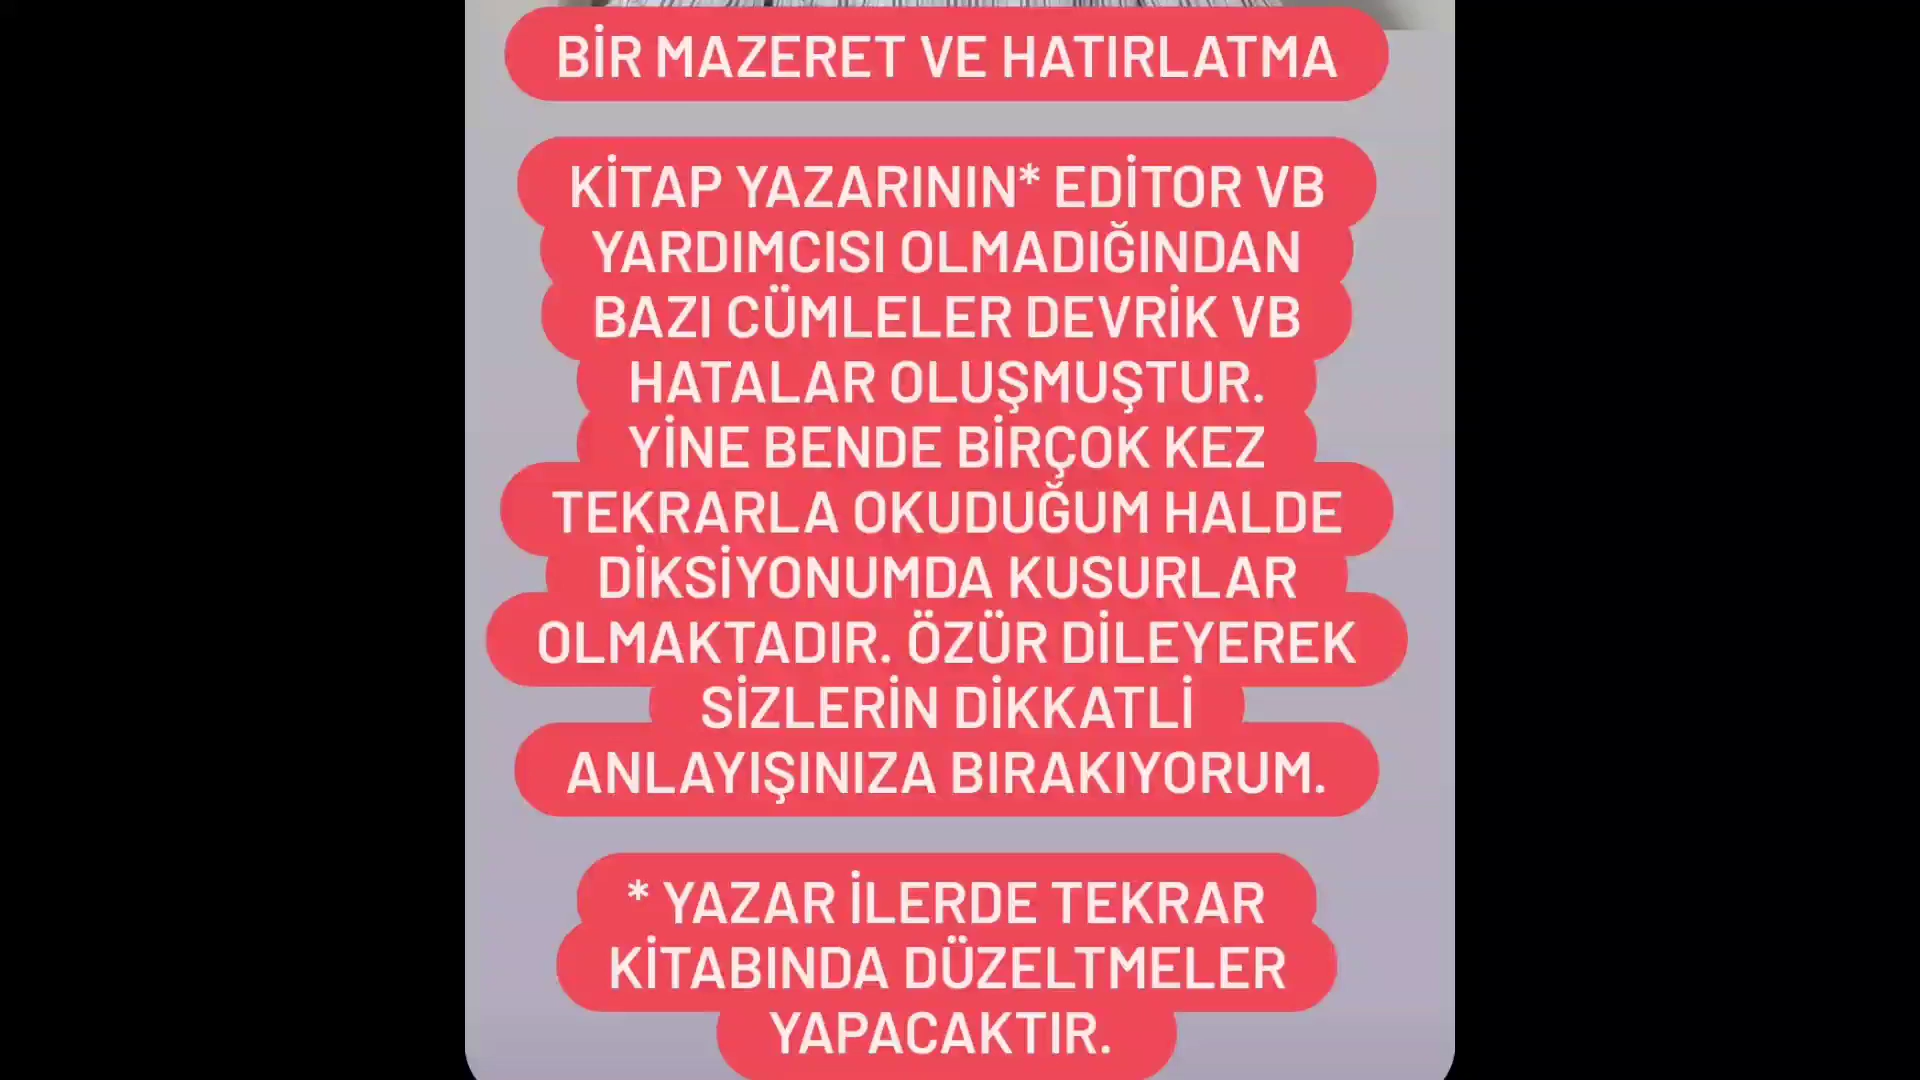 BİR MAZERET VE HATIRLATMA
KİTAP YAZARININ* EDİTOR VB
YARDIMCISI OLMADIĞINDAN
BAZI CÜMLELER DEVRİK VB
HATALAR OLUŞMUŞTUR.
YİNE BENDE BİRÇOK KEZ
TEKRARLA OKUDUĞUM HALDE
DİKSİYONUMDA KUSURLAR
OLMAKTADIR. ÖZÜR DİLEYEREK
SİZLERİN DİKKATLİ
ANLAYIŞINIZA BIRAKIYORUM.
* YAZAR İLERDE TEKRAR
KİTABINDA DÜZELTMELER
YAPACAKTIR.